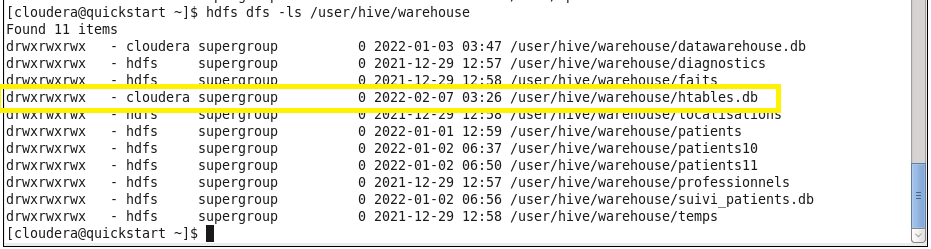 [cloudera@quickstart ~]$ hdfs dfs -ls /user/hive/warehouse
Found 11 items
drwxrwxrwx   - cloudera supergroup          0 2022-01-03 03:47 /user/hive/warehouse/datawarehouse.db
drwxrwxrwx   - hdfs     supergroup          0 2021-12-29 12:57 /user/hive/warehouse/diagnostics
drwxrwxrwx   - hdfs     supergroup          0 2021-12-29 12:58 /user/hive/warehouse/faits
drwxrwxrwx   - cloudera supergroup          0 2022-02-07 03:26 /user/hive/warehouse/htables.db
drwxrwxrwx   - hdfs     supergroup          0 2021-12-29 12:58 /user/hive/warehouse/localisations
drwxrwxrwx   - hdfs     supergroup          0 2022-01-01 12:59 /user/hive/warehouse/patients
drwxrwxrwx   - hdfs     supergroup          0 2022-01-02 06:37 /user/hive/warehouse/patients10
drwxrwxrwx   - hdfs     supergroup          0 2022-01-02 06:50 /user/hive/warehouse/patients11
drwxrwxrwx   - hdfs     supergroup          0 2021-12-29 12:57 /user/hive/warehouse/professionnels
drwxrwxrwx   - cloudera supergroup          0 2022-01-02 06:56 /user/hive/warehouse/suivi_patients.db
drwxrwxrwx   - hdfs     supergroup          0 2021-12-29 12:58 /user/hive/warehouse/temps
[cloudera@quickstart ~]$